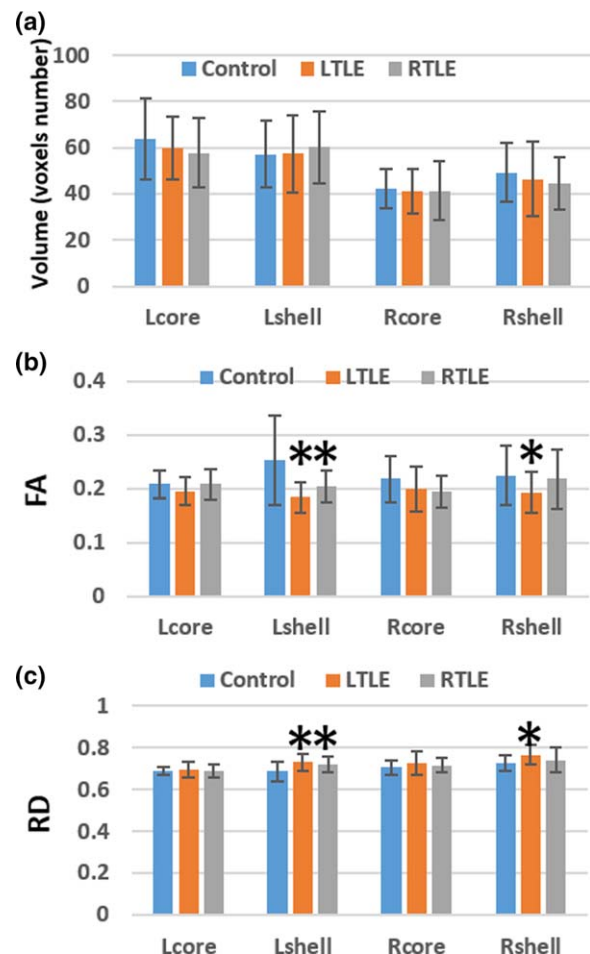 (a)
Volume (voxels number)
100
80
60
40
20
0
Control LTLE RTLE
Lcore Lshell Rcore Rshell
(b)
FA
0.4
0.3
0.2
0.1
0
Control LTLE RTLE
** *
Lcore Lshell Rcore Rshell
(c)
RD
1
0.8
0.6
0.4
0.2
0
Control LTLE RTLE
** *
Lcore Lshell Rcore Rshell